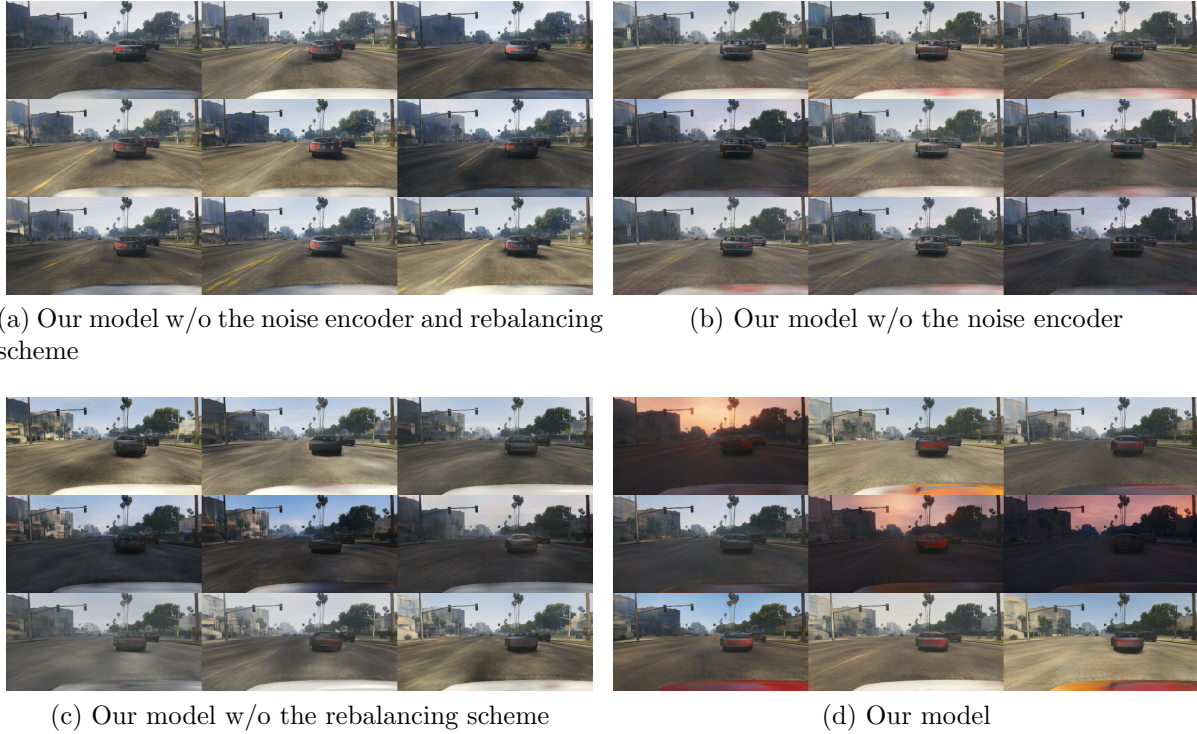 (a) Our model w/o the noise encoder and rebalancing
scheme
(b) Our model w/o the noise encoder
(c) Our model w/o the rebalancing scheme
(d) Our model